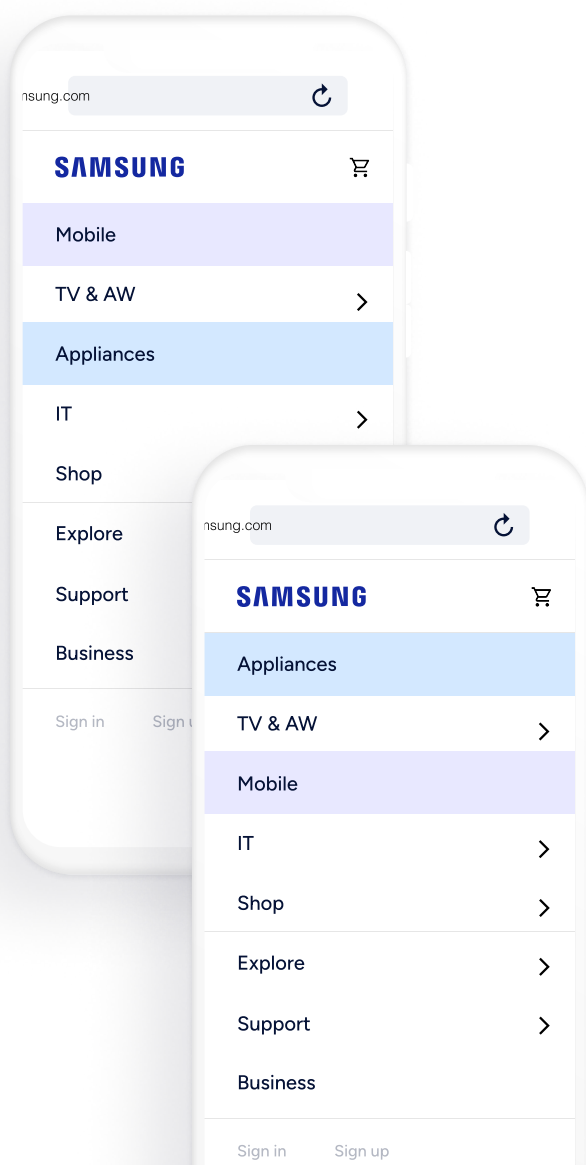 nsung.com
SAMSUNG
Mobile
TV & AW
Appliances
IT
Shop
Explore
Support
Business
Sign in Sign u
nsung.com
SAMSUNG
Appliances
TV & AW
Mobile
IT
Shop
Explore
Support
Business
Sign in Sign up